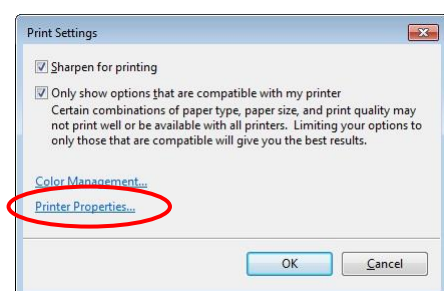 Print Settings
Sharpen for printing
Only show options that are compatible with my printer
Certain combinations of paper type, paper size, and print quality may
not print well or be available with all printers. Limiting your options to
only those that are compatible will give you the best results.
Color Management...
Printer Properties...
OK Cancel